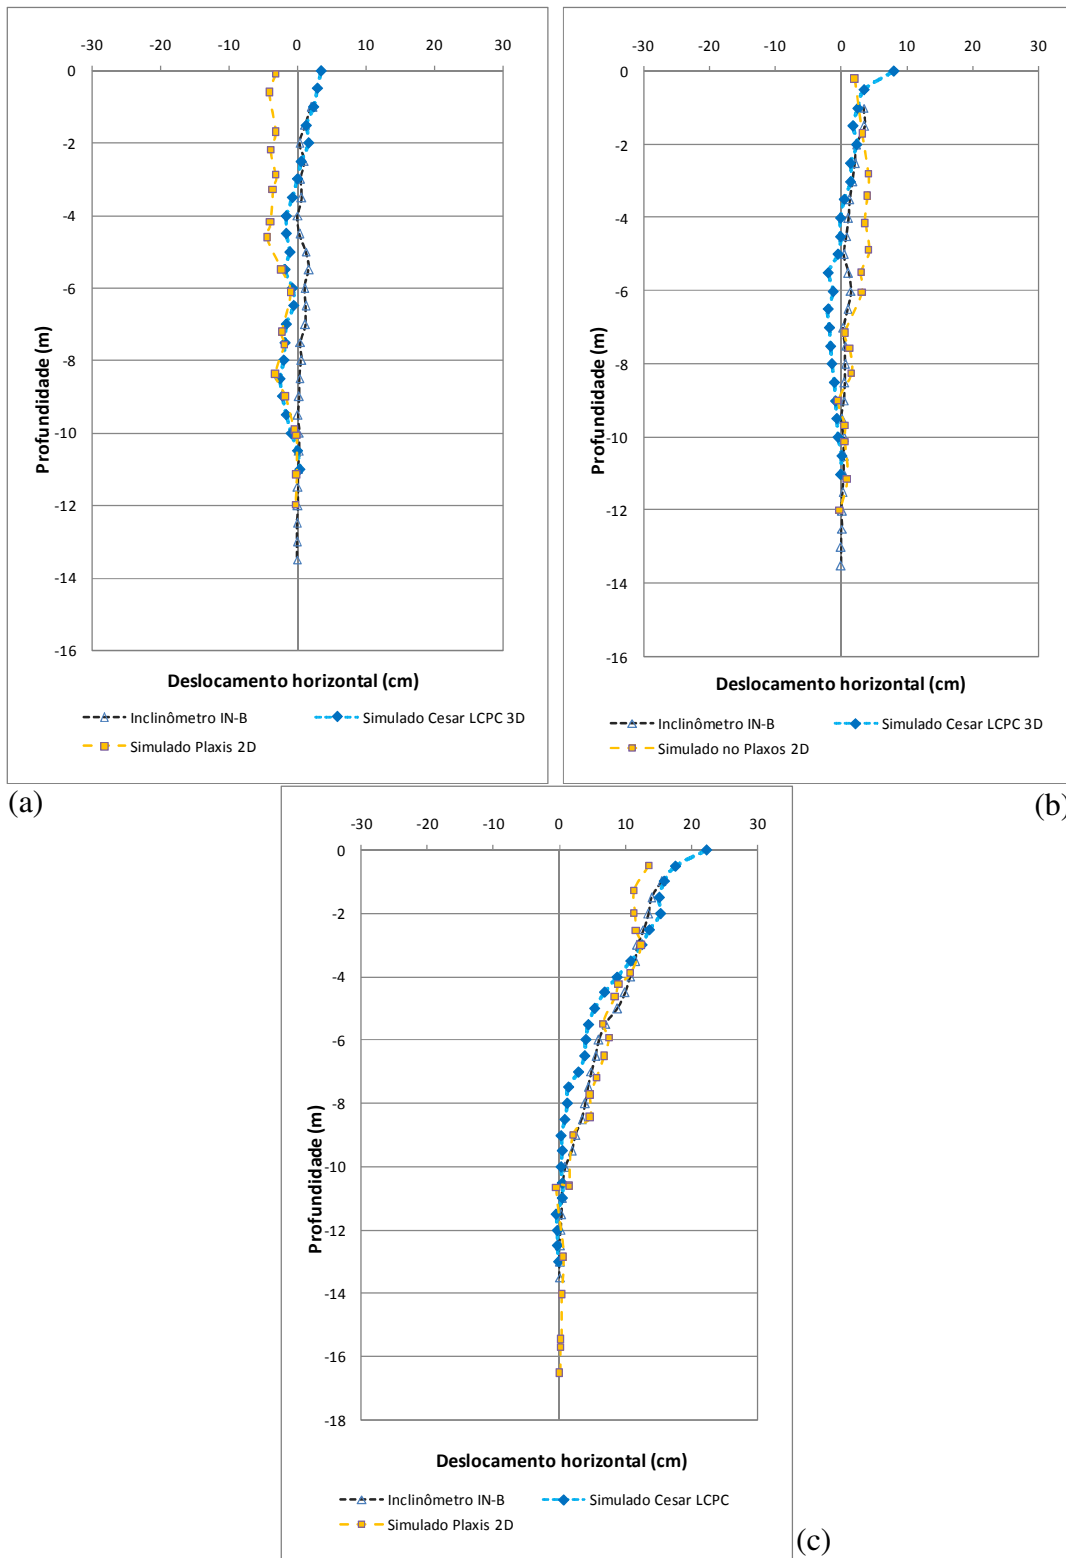 -30 -20 -10 0 10 20 30
0
-2
-4
-6
-8
-10
-12
-14
-16
Profundidade (m)
Deslocamento horizontal (cm)
Inclinômetro IN-B
Simulado Cesar LCPC 3D
Simulado Plaxis 2D
(a)
-30 -20 -10 0 10 20 30
0
-2
-4
-6
-8
-10
-12
-14
-16
Profundidade (m)
Deslocamento horizontal (cm)
Inclinômetro IN-B
Simulado Cesar LCPC 3D
Simulado no Plaxos 2D
(b)
-30 -20 -10 0 10 20 30
0
-2
-4
-6
-8
-10
-12
-14
-16
-18
Profundidade (m)
Deslocamento horizontal (cm)
Inclinômetro IN-B
Simulado Cesar LCPC
Simulado Plaxis 2D
(c)